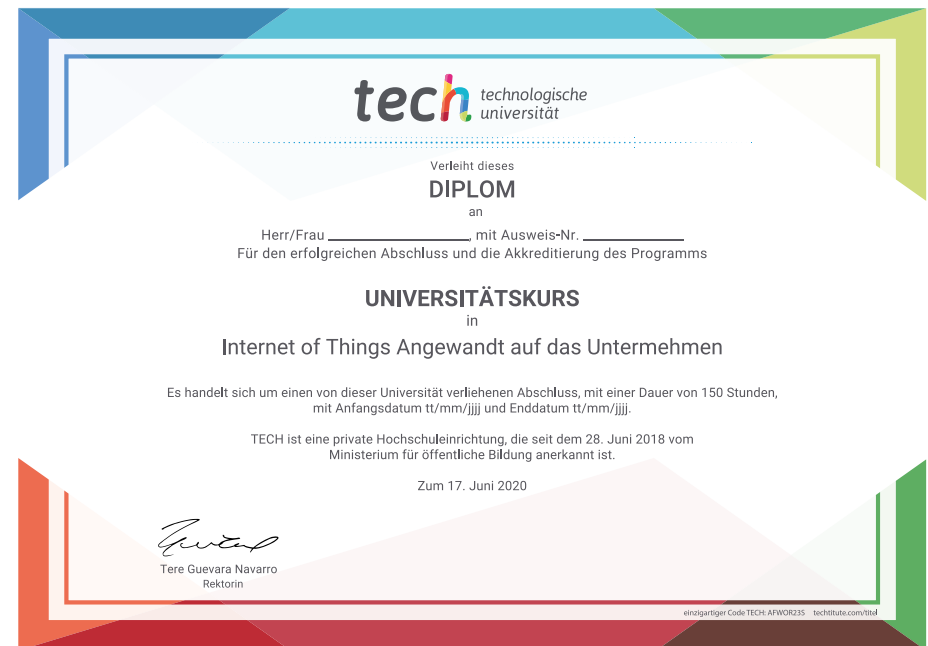 tech technologische
universität
Verleiht dieses
DIPLOM
an
Herr/Frau ____________________, mit Ausweis-Nr. ______________
Für den erfolgreichen Abschluss und die Akkreditierung des Programms
UNIVERSITÄTSKURS
in
Internet of Things Angewandt auf das Untermehmen
Es handelt sich um einen von dieser Universität verliehenen Abschluss, mit einer Dauer von 150 Stunden,
mit Anfangsdatum tt/mm/jjjj und Enddatum tt/mm/jjjj.
TECH ist eine private Hochschuleinrichtung, die seit dem 28. Juni 2018 vom
Ministerium für öffentliche Bildung anerkannt ist.
Zum 17. Juni 2020
Tere Guevara Navarro
Rektorin
einzigartiger Code TECH: AFWOR23S techtitute.com/titel